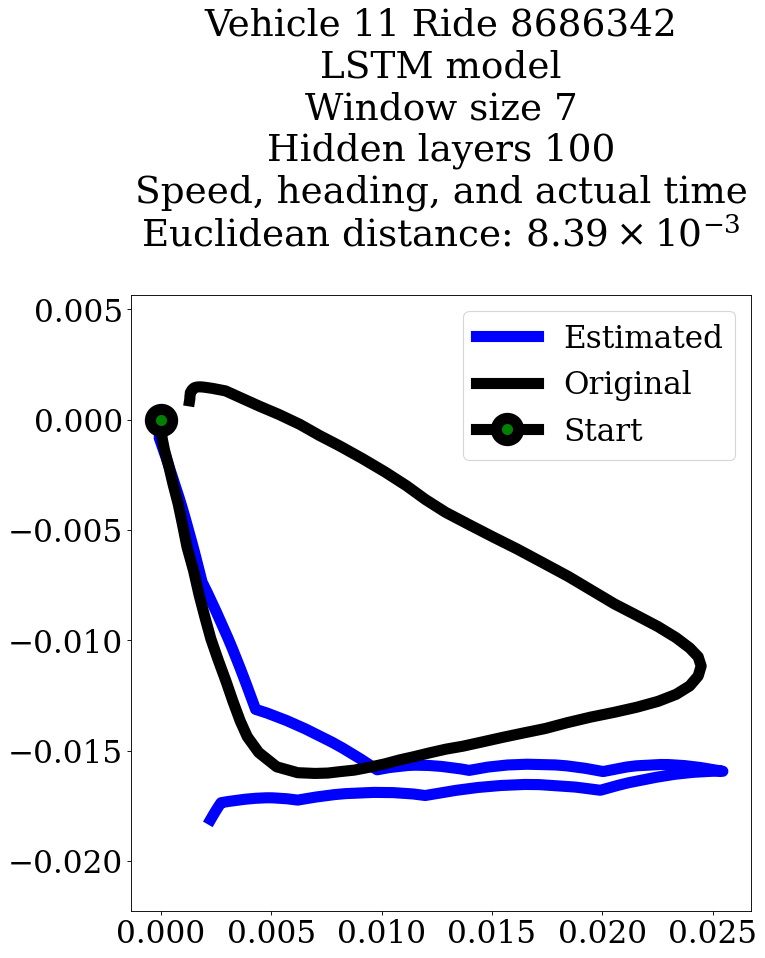 Vehicle 11 Ride 8686342
LSTM model
Window size 7
Hidden layers 100
Speed, heading, and actual time
Euclidean distance: 8.39 × 10⁻³
Estimated
Original
Start
0.005
0.000
−0.005
−0.010
−0.015
−0.020
0.000 0.005 0.010 0.015 0.020 0.025